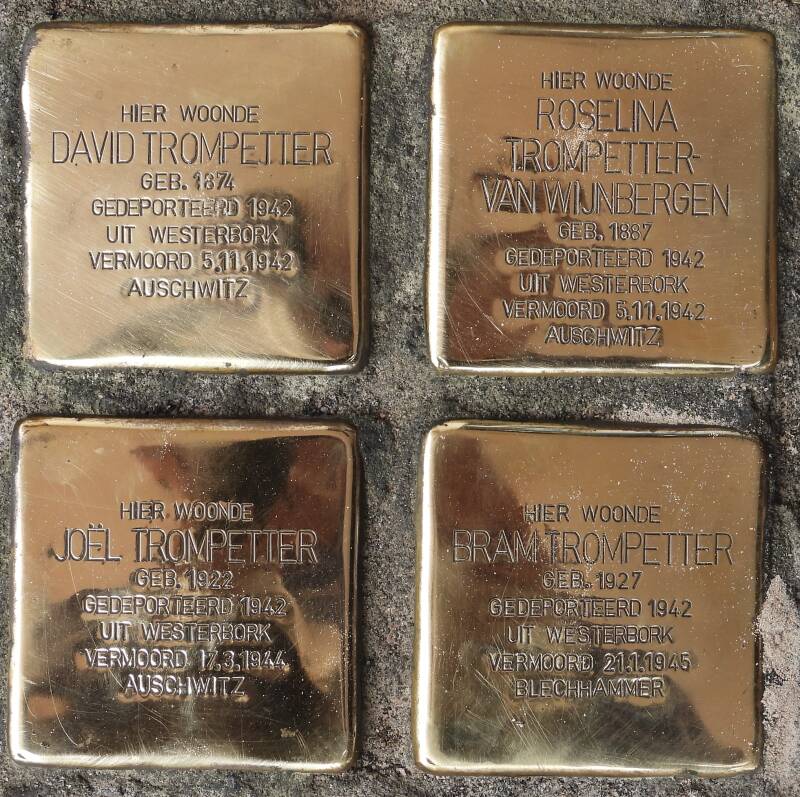 HIER WOONDE
DAVID TROMPETTER
GEB. 1874
GEDEPORTEERD 1942
UIT WESTERBORK
VERMOORD 5.11.1942
AUSCHWITZ
HIER WOONDE
ROSELINA
TROMPETTER-
VAN WIJNBERGEN
GEB. 1887
GEDEPORTEERD 1942
UIT WESTERBORK
VERMOORD 5.11.1942
AUSCHWITZ
HIER WOONDE
JOËL TROMPETTER
GEB. 1922
GEDEPORTEERD 1942
UIT WESTERBORK
VERMOORD 17.3.1944
AUSCHWITZ
HIER WOONDE
BRAM TROMPETTER
GEB. 1927
GEDEPORTEERD 1942
UIT WESTERBORK
VERMOORD 21.1.1945
BLECHHAMMER